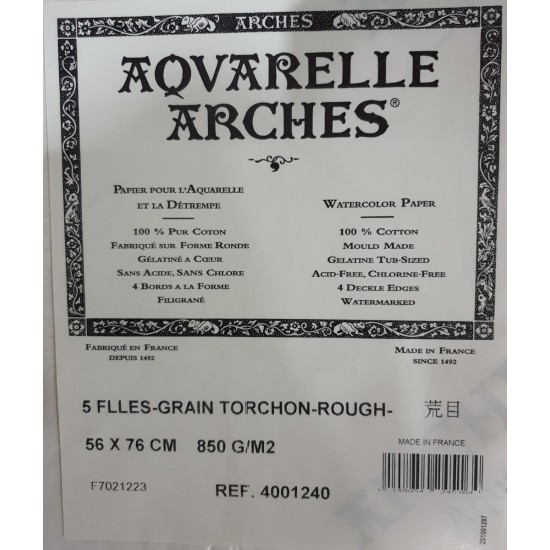 ARCHES
AQVARELLE
ARCHES®
PAPIER POUR L'AQUARELLE
ET LA DÉTREMPE
100 % PUR COTON
FABRIQUÉ SUR FORME RONDE
GÉLATINÉ A CŒUR
SANS ACIDE, SANS CHLORE
4 BORDS A LA FORME
FILIGRANÉ
WATERCOLOR PAPER
100 % COTTON
MOULD MADE
GELATINE TUB-SIZED
ACID-FREE, CHLORINE-FREE
4 DECKLE EDGES
WATERMARKED
ARCHES
FABRIQUÉ EN FRANCE
DEPUIS 1492
MADE IN FRANCE
SINCE 1492
5 FLLES-GRAIN TORCHON-ROUGH- 荒目
56 X 76 CM 850 G/M2
MADE IN FRANCE
F7021223
REF. 4001240
251001297